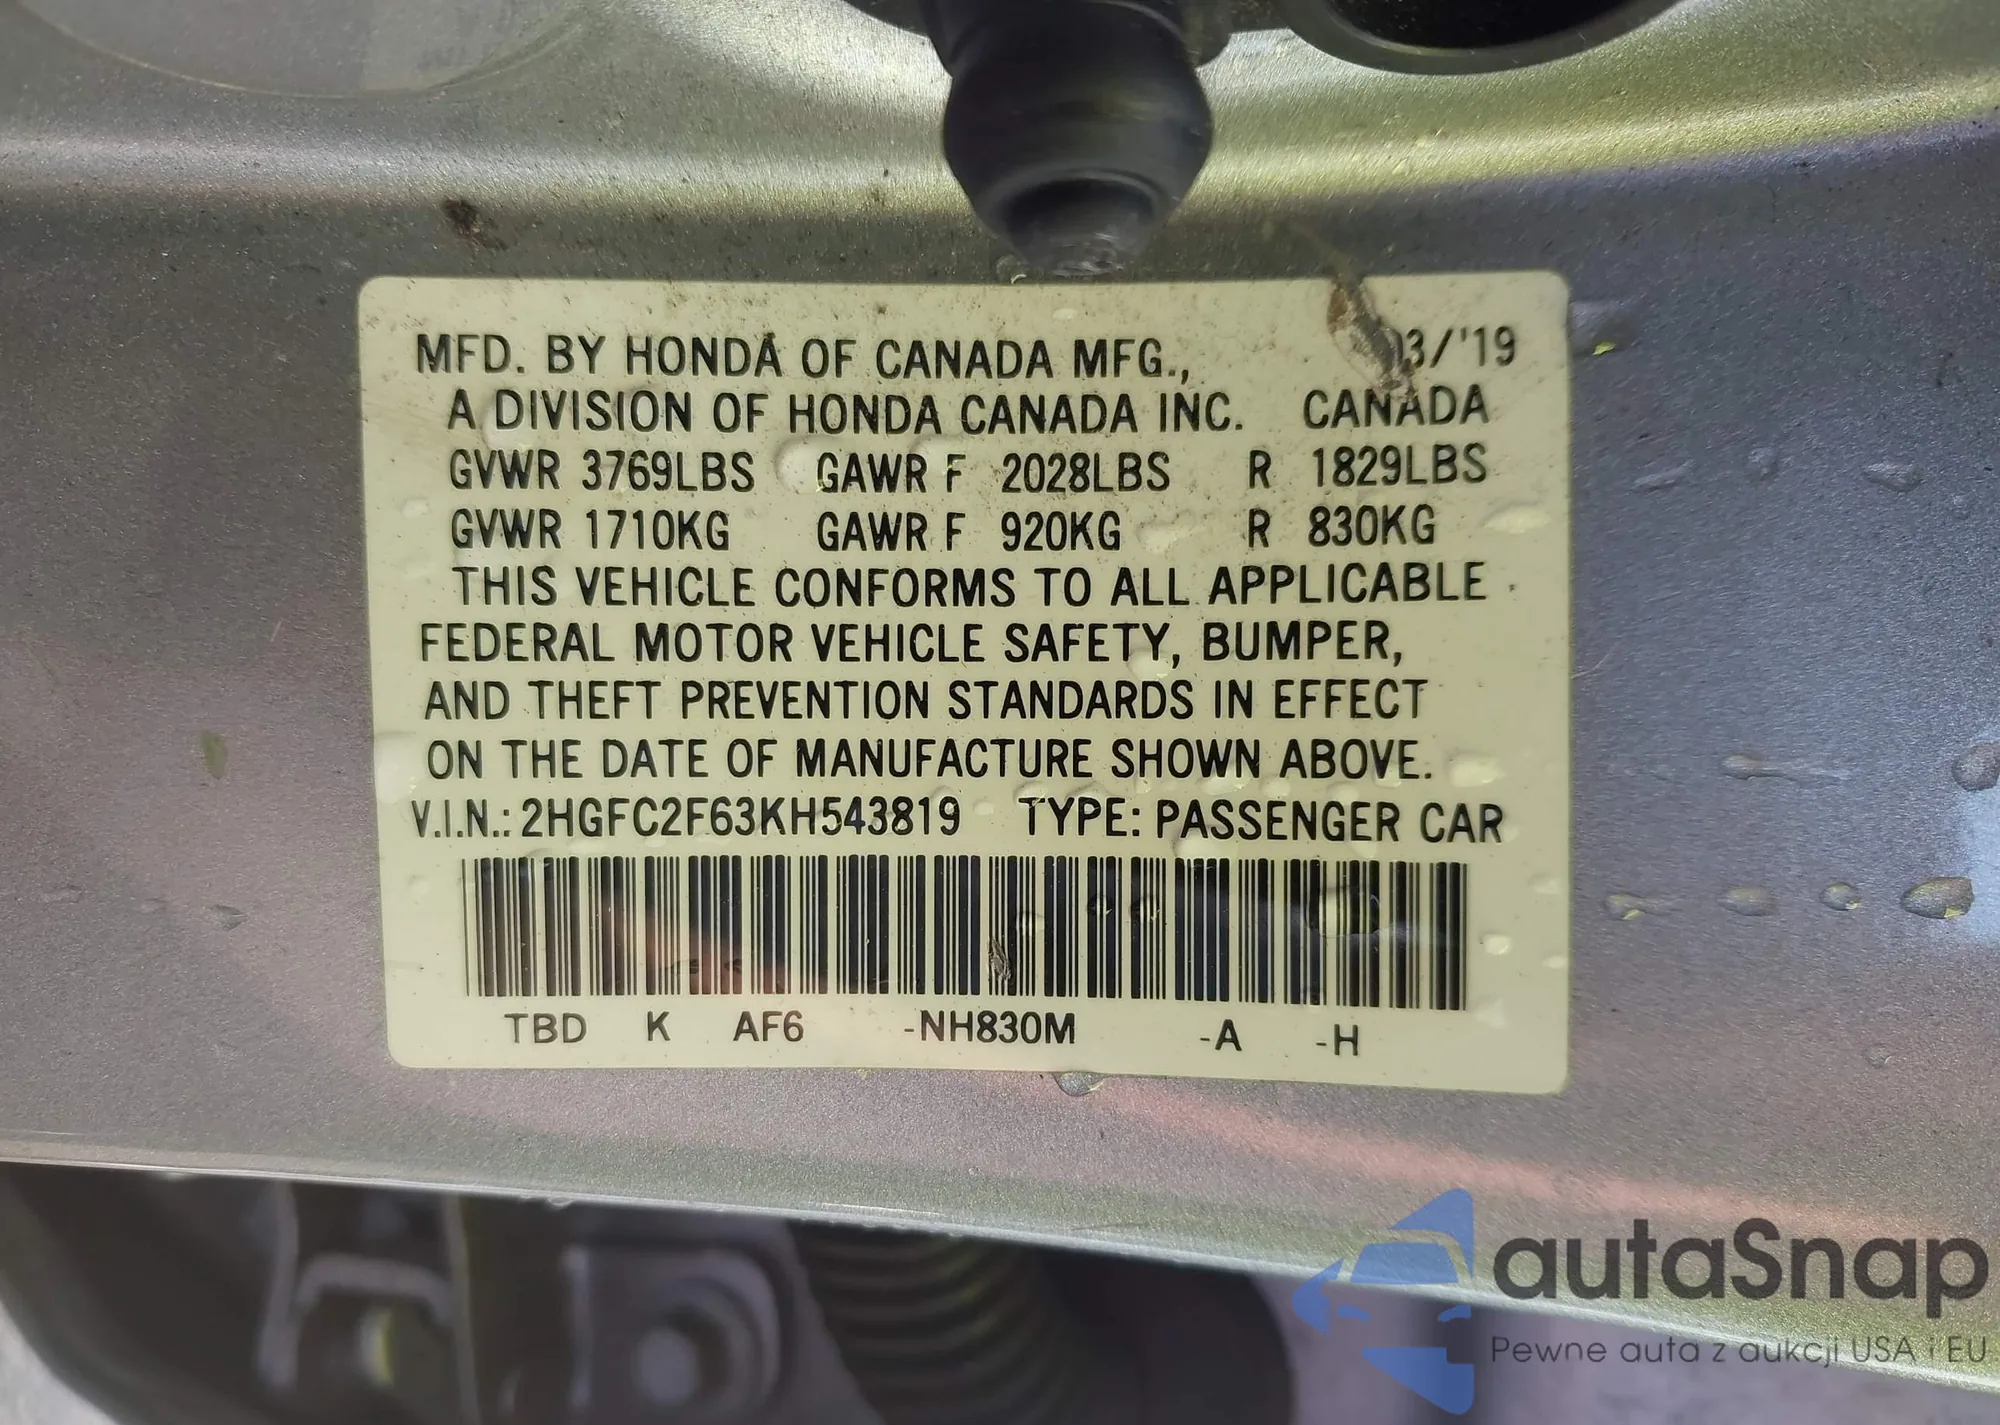 MFD. BY HONDA OF CANADA MFG., 03/'19
A DIVISION OF HONDA CANADA INC. CANADA
GVWR 3769LBS GAWR F 2028LBS R 1829LBS
GVWR 1710KG GAWR F 920KG R 830KG
THIS VEHICLE CONFORMS TO ALL APPLICABLE
FEDERAL MOTOR VEHICLE SAFETY, BUMPER,
AND THEFT PREVENTION STANDARDS IN EFFECT
ON THE DATE OF MANUFACTURE SHOWN ABOVE.
V.I.N.: 2HGFC2F63KH543819 TYPE: PASSENGER CAR
TBD K AF6 -NH830M -A -H
autaSnap
Pewne auta z aukcji USA i EU